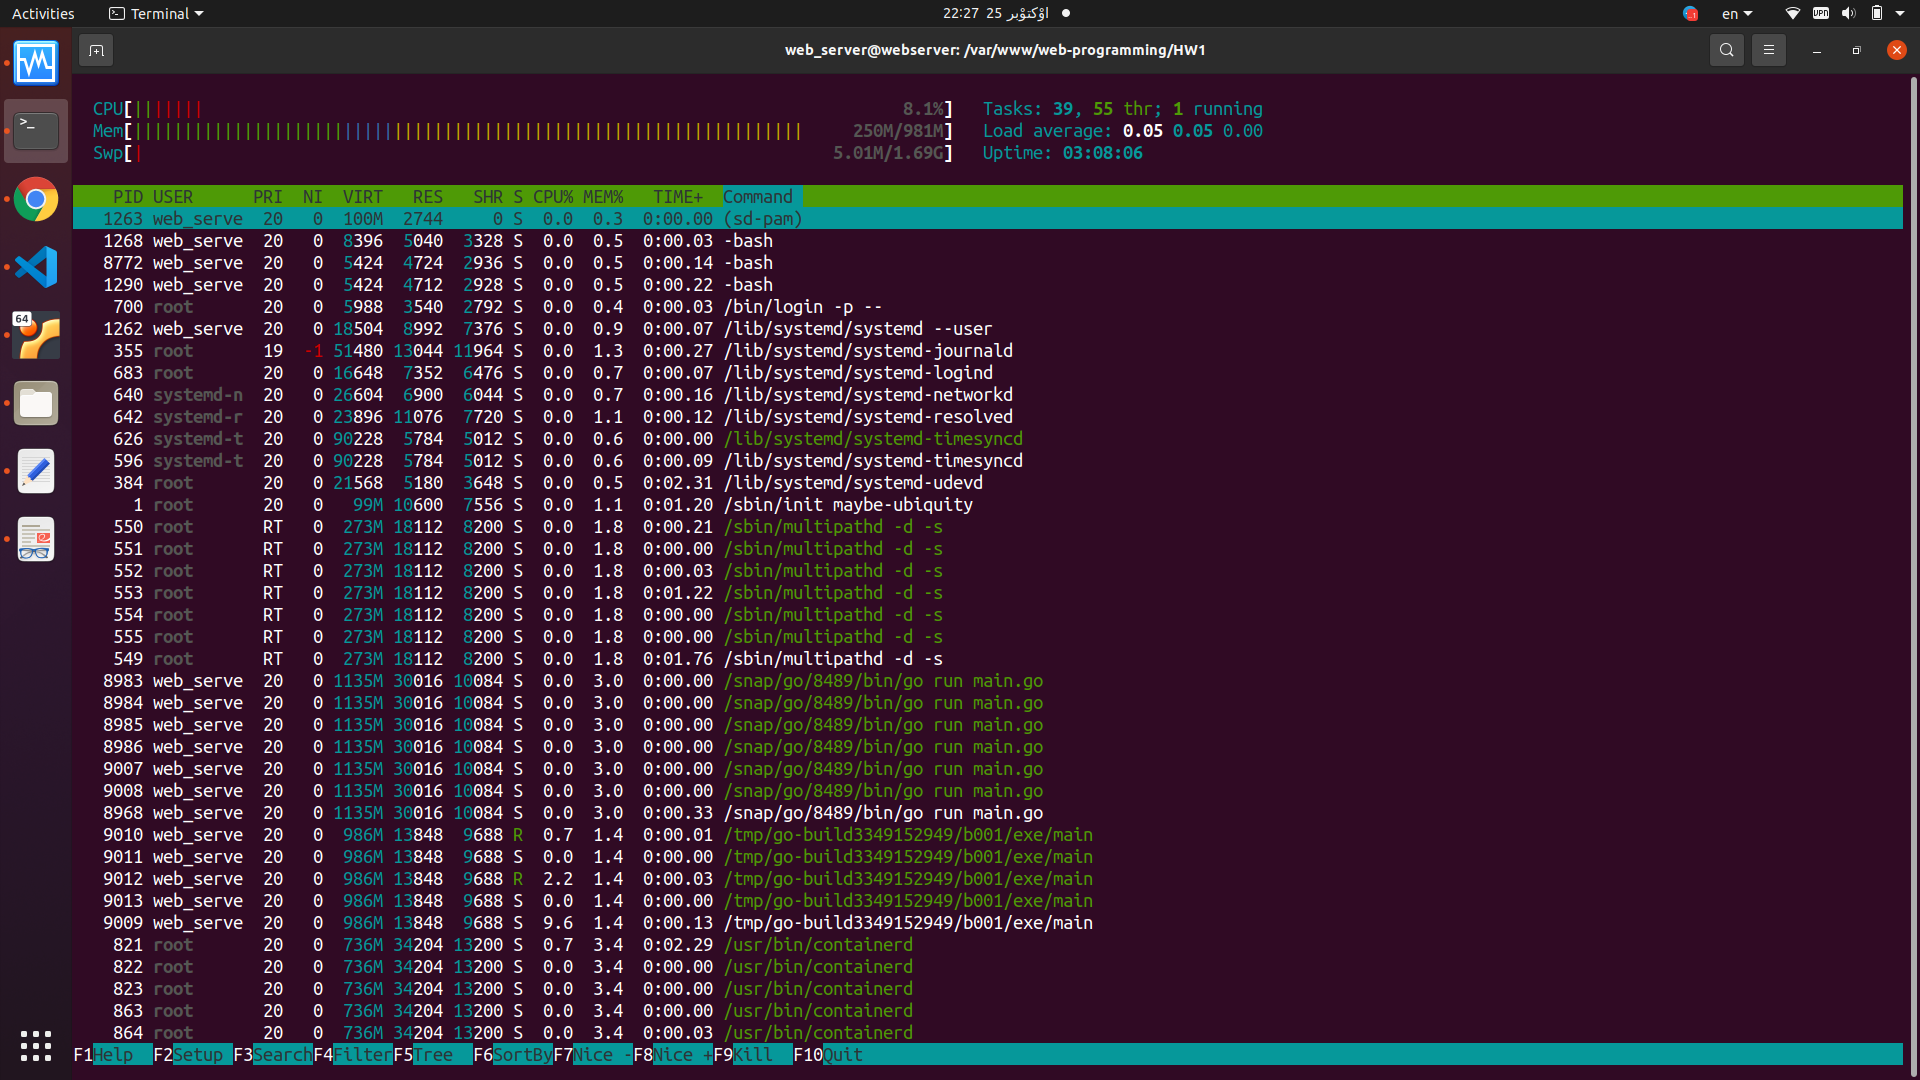 Activities Terminal 22:27 25 اؤکتوْبر en VPN
web_server@webserver: /var/www/web-programming/HW1
64
CPU[||||||| 8.1%] Tasks: 39, 55 thr; 1 running
Mem[||||||||||||||||||||||||||||||||||||||||||||||||||||||||||||||||||| 250M/981M] Load average: 0.05 0.05 0.00
Swp[| 5.01M/1.69G] Uptime: 03:08:06
PID USER PRI NI VIRT RES SHR S CPU% MEM% TIME+ Command
1263 web_serve 20 0 100M 2744 0 S 0.0 0.3 0:00.00 (sd-pam)
1268 web_serve 20 0 8396 5040 3328 S 0.0 0.5 0:00.03 -bash
8772 web_serve 20 0 5424 4724 2936 S 0.0 0.5 0:00.14 -bash
1290 web_serve 20 0 5424 4712 2928 S 0.0 0.5 0:00.22 -bash
700 root 20 0 5988 3540 2792 S 0.0 0.4 0:00.03 /bin/login -p --
1262 web_serve 20 0 18504 8992 7376 S 0.0 0.9 0:00.07 /lib/systemd/systemd --user
355 root 19 -1 51480 13044 11964 S 0.0 1.3 0:00.27 /lib/systemd/systemd-journald
683 root 20 0 16648 7352 6476 S 0.0 0.7 0:00.07 /lib/systemd/systemd-logind
640 systemd-n 20 0 26604 6900 6044 S 0.0 0.7 0:00.16 /lib/systemd/systemd-networkd
642 systemd-r 20 0 23896 11076 7720 S 0.0 1.1 0:00.12 /lib/systemd/systemd-resolved
626 systemd-t 20 0 90228 5784 5012 S 0.0 0.6 0:00.00 /lib/systemd/systemd-timesyncd
596 systemd-t 20 0 90228 5784 5012 S 0.0 0.6 0:00.09 /lib/systemd/systemd-timesyncd
384 root 20 0 21568 5180 3648 S 0.0 0.5 0:02.31 /lib/systemd/systemd-udevd
1 root 20 0 99M 10600 7556 S 0.0 1.1 0:01.20 /sbin/init maybe-ubiquity
550 root RT 0 273M 18112 8200 S 0.0 1.8 0:00.21 /sbin/multipathd -d -s
551 root RT 0 273M 18112 8200 S 0.0 1.8 0:00.00 /sbin/multipathd -d -s
552 root RT 0 273M 18112 8200 S 0.0 1.8 0:00.03 /sbin/multipathd -d -s
553 root RT 0 273M 18112 8200 S 0.0 1.8 0:01.22 /sbin/multipathd -d -s
554 root RT 0 273M 18112 8200 S 0.0 1.8 0:00.00 /sbin/multipathd -d -s
555 root RT 0 273M 18112 8200 S 0.0 1.8 0:00.00 /sbin/multipathd -d -s
549 root RT 0 273M 18112 8200 S 0.0 1.8 0:01.76 /sbin/multipathd -d -s
8983 web_serve 20 0 1135M 30016 10084 S 0.0 3.0 0:00.00 /snap/go/8489/bin/go run main.go
8984 web_serve 20 0 1135M 30016 10084 S 0.0 3.0 0:00.00 /snap/go/8489/bin/go run main.go
8985 web_serve 20 0 1135M 30016 10084 S 0.0 3.0 0:00.00 /snap/go/8489/bin/go run main.go
8986 web_serve 20 0 1135M 30016 10084 S 0.0 3.0 0:00.00 /snap/go/8489/bin/go run main.go
9007 web_serve 20 0 1135M 30016 10084 S 0.0 3.0 0:00.00 /snap/go/8489/bin/go run main.go
9008 web_serve 20 0 1135M 30016 10084 S 0.0 3.0 0:00.00 /snap/go/8489/bin/go run main.go
8968 web_serve 20 0 1135M 30016 10084 S 0.0 3.0 0:00.33 /snap/go/8489/bin/go run main.go
9010 web_serve 20 0 986M 13848 9688 R 0.7 1.4 0:00.01 /tmp/go-build3349152949/b001/exe/main
9011 web_serve 20 0 986M 13848 9688 S 0.0 1.4 0:00.00 /tmp/go-build3349152949/b001/exe/main
9012 web_serve 20 0 986M 13848 9688 R 2.2 1.4 0:00.03 /tmp/go-build3349152949/b001/exe/main
9013 web_serve 20 0 986M 13848 9688 S 0.0 1.4 0:00.00 /tmp/go-build3349152949/b001/exe/main
9009 web_serve 20 0 986M 13848 9688 S 9.6 1.4 0:00.13 /tmp/go-build3349152949/b001/exe/main
821 root 20 0 736M 34204 13200 S 0.7 3.4 0:02.29 /usr/bin/containerd
822 root 20 0 736M 34204 13200 S 0.0 3.4 0:00.00 /usr/bin/containerd
823 root 20 0 736M 34204 13200 S 0.0 3.4 0:00.00 /usr/bin/containerd
863 root 20 0 736M 34204 13200 S 0.0 3.4 0:00.00 /usr/bin/containerd
864 root 20 0 736M 34204 13200 S 0.0 3.4 0:00.03 /usr/bin/containerd
F1Help F2Setup F3SearchF4FilterF5Tree F6SortByF7Nice -F8Nice +F9Kill F10Quit